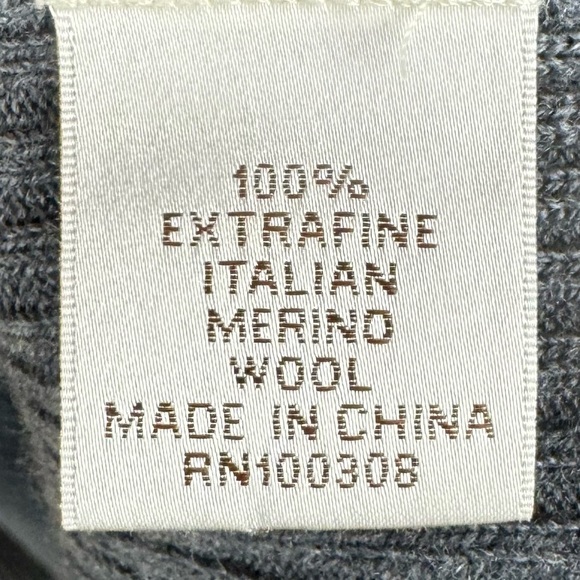 100%
EXTRAFINE
ITALIAN
MERINO
WOOL
MADE IN CHINA
RN100308